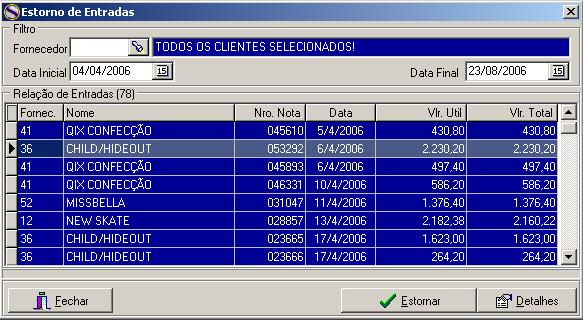 Estorno de Entradas
Filtro
Fornecedor TODOS OS CLIENTES SELECIONADOS!
Data Inicial 04/04/2006 15 Data Final 23/08/2006 15
Relação de Entradas (78)
Fornec. Nome Nro. Nota Data Vlr. Util Vlr. Total
41 QIX CONFECÇÃO 045610 5/4/2006 430,80 430,80
36 CHILD/HIDEOUT 053292 6/4/2006 2.230,20 2.230,20
41 QIX CONFECÇÃO 045893 6/4/2006 497,40 497,40
41 QIX CONFECÇÃO 046331 10/4/2006 586,20 586,20
52 MISSBELLA 031047 11/4/2006 1.376,40 1.376,40
12 NEW SKATE 028857 13/4/2006 2.182,38 2.160,22
36 CHILD/HIDEOUT 023665 17/4/2006 1.623,00 1.623,00
36 CHILD/HIDEOUT 023666 17/4/2006 264,20 264,20
Fechar Estornar Detalhes